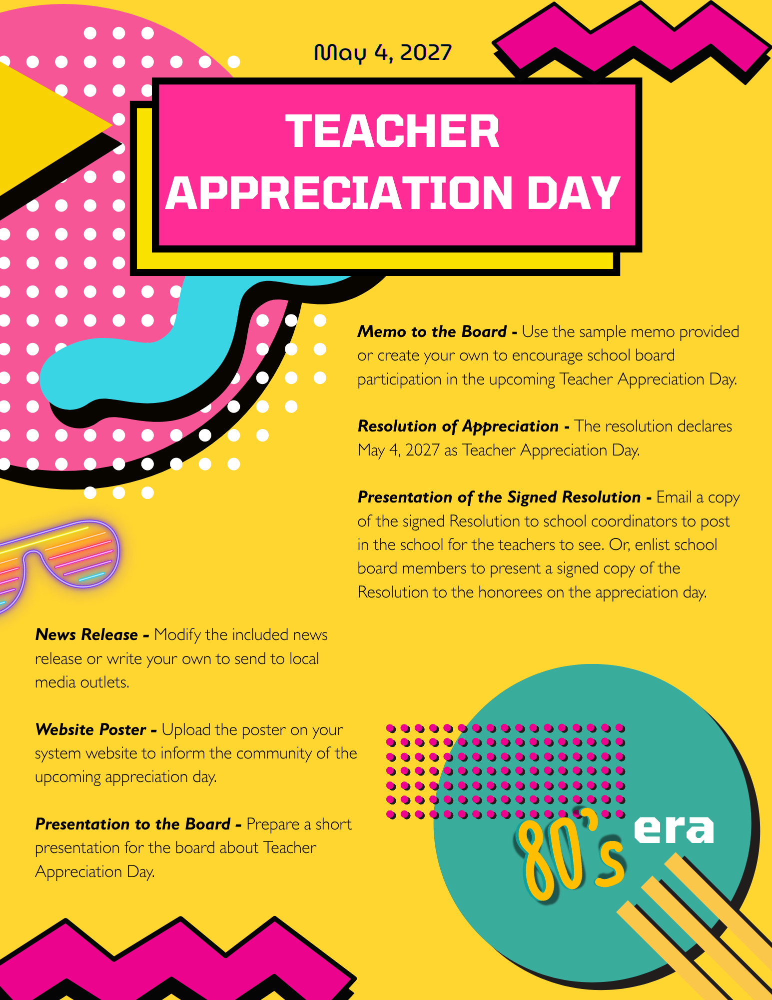 May 4, 2027
TEACHER
APPRECIATION DAY
Memo to the Board - Use the sample memo provided
or create your own to encourage school board
participation in the upcoming Teacher Appreciation Day.
Resolution of Appreciation - The resolution declares
May 4, 2027 as Teacher Appreciation Day.
Presentation of the Signed Resolution - Email a copy
of the signed Resolution to school coordinators to post
in the school for the teachers to see. Or, enlist school
board members to present a signed copy of the
Resolution to the honorees on the appreciation day.
News Release - Modify the included news
release or write your own to send to local
media outlets.
Website Poster - Upload the poster on your
system website to inform the community of the
upcoming appreciation day.
Presentation to the Board - Prepare a short
presentation for the board about Teacher
Appreciation Day.
80's era